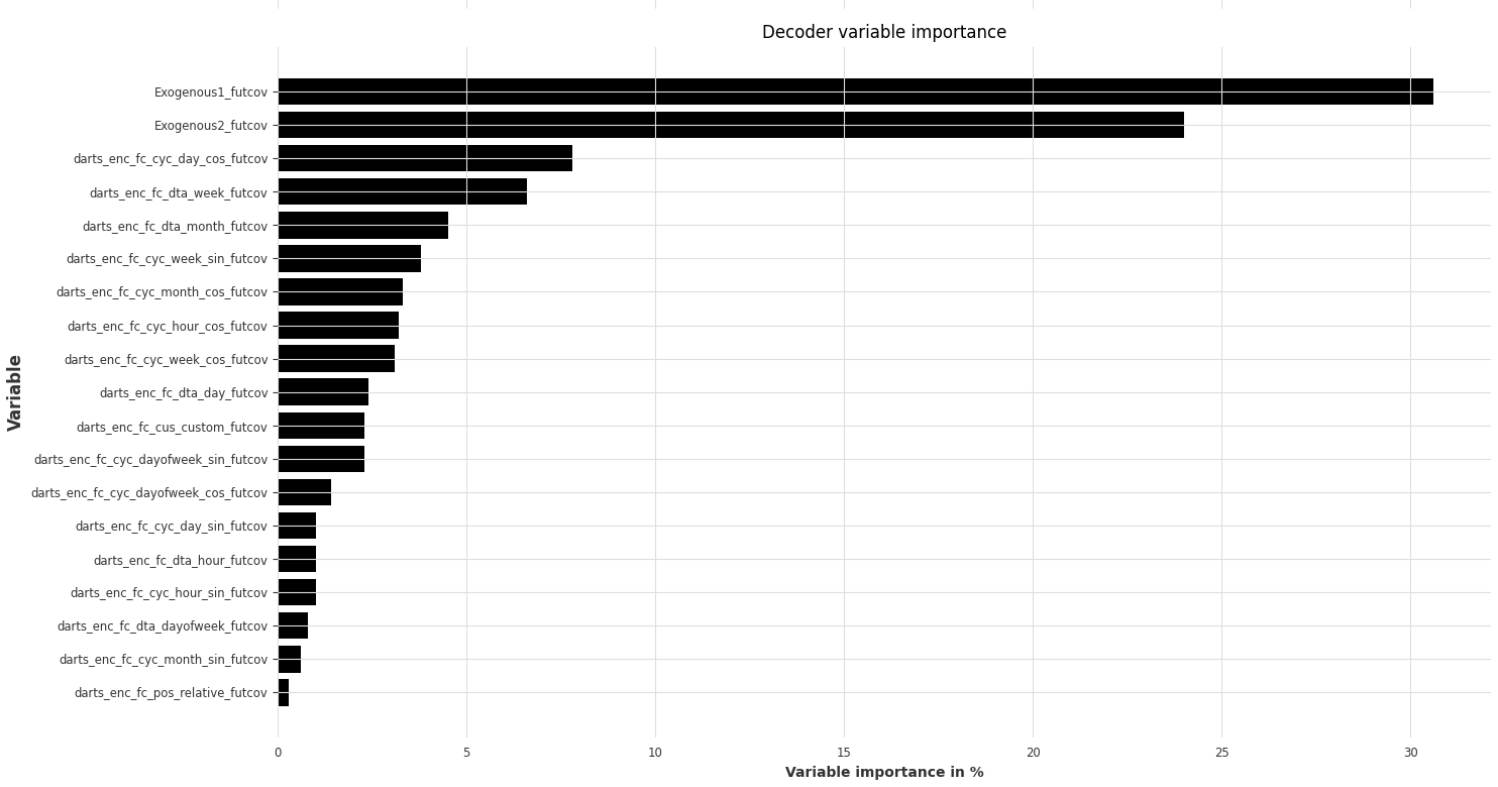 Decoder variable importance
Exogenous1_futcov
Exogenous2_futcov
darts_enc_fc_cyc_day_cos_futcov
darts_enc_fc_dta_week_futcov
darts_enc_fc_dta_month_futcov
darts_enc_fc_cyc_week_sin_futcov
darts_enc_fc_cyc_month_cos_futcov
darts_enc_fc_cyc_hour_cos_futcov
darts_enc_fc_cyc_week_cos_futcov
darts_enc_fc_dta_day_futcov
darts_enc_fc_cus_custom_futcov
darts_enc_fc_cyc_dayofweek_sin_futcov
darts_enc_fc_cyc_dayofweek_cos_futcov
darts_enc_fc_cyc_day_sin_futcov
darts_enc_fc_dta_hour_futcov
darts_enc_fc_cyc_hour_sin_futcov
darts_enc_fc_dta_dayofweek_futcov
darts_enc_fc_cyc_month_sin_futcov
darts_enc_fc_pos_relative_futcov
Variable
0 5 10 15 20 25 30
Variable importance in %